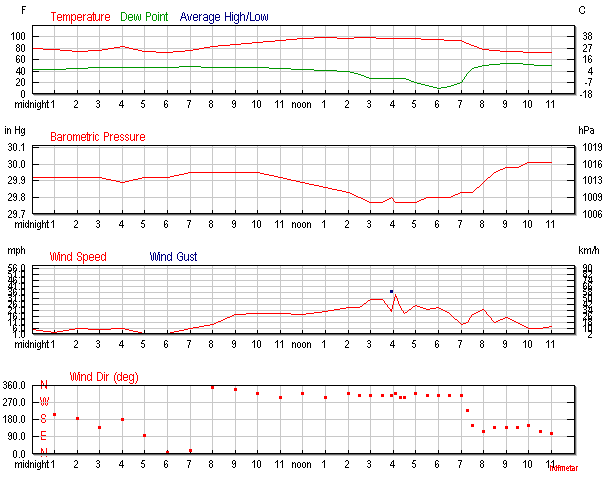 F Temperature Dew Point Average High/Low C
100 38
80 27
60 16
40 4
20 -7
0 -18
midnight 1 2 3 4 5 6 7 8 9 10 11 noon 1 2 3 4 5 6 7 8 9 10 11
in Hg Barometric Pressure hPa
30.1 1019
30.0 1016
29.9 1013
29.8 1009
29.7 1006
midnight 1 2 3 4 5 6 7 8 9 10 11 noon 1 2 3 4 5 6 7 8 9 10 11
mph Wind Speed Wind Gust km/h
56.0 90
midnight 1 2 3 4 5 6 7 8 9 10 11 noon 1 2 3 4 5 6 7 8 9 10 11
Wind Dir (deg)
360.0 N
270.0 W
180.0 S
90.0 E
0.0 N
midnight 1 2 3 4 5 6 7 8 9 10 11 noon 1 2 3 4 5 6 7 8 9 10 11